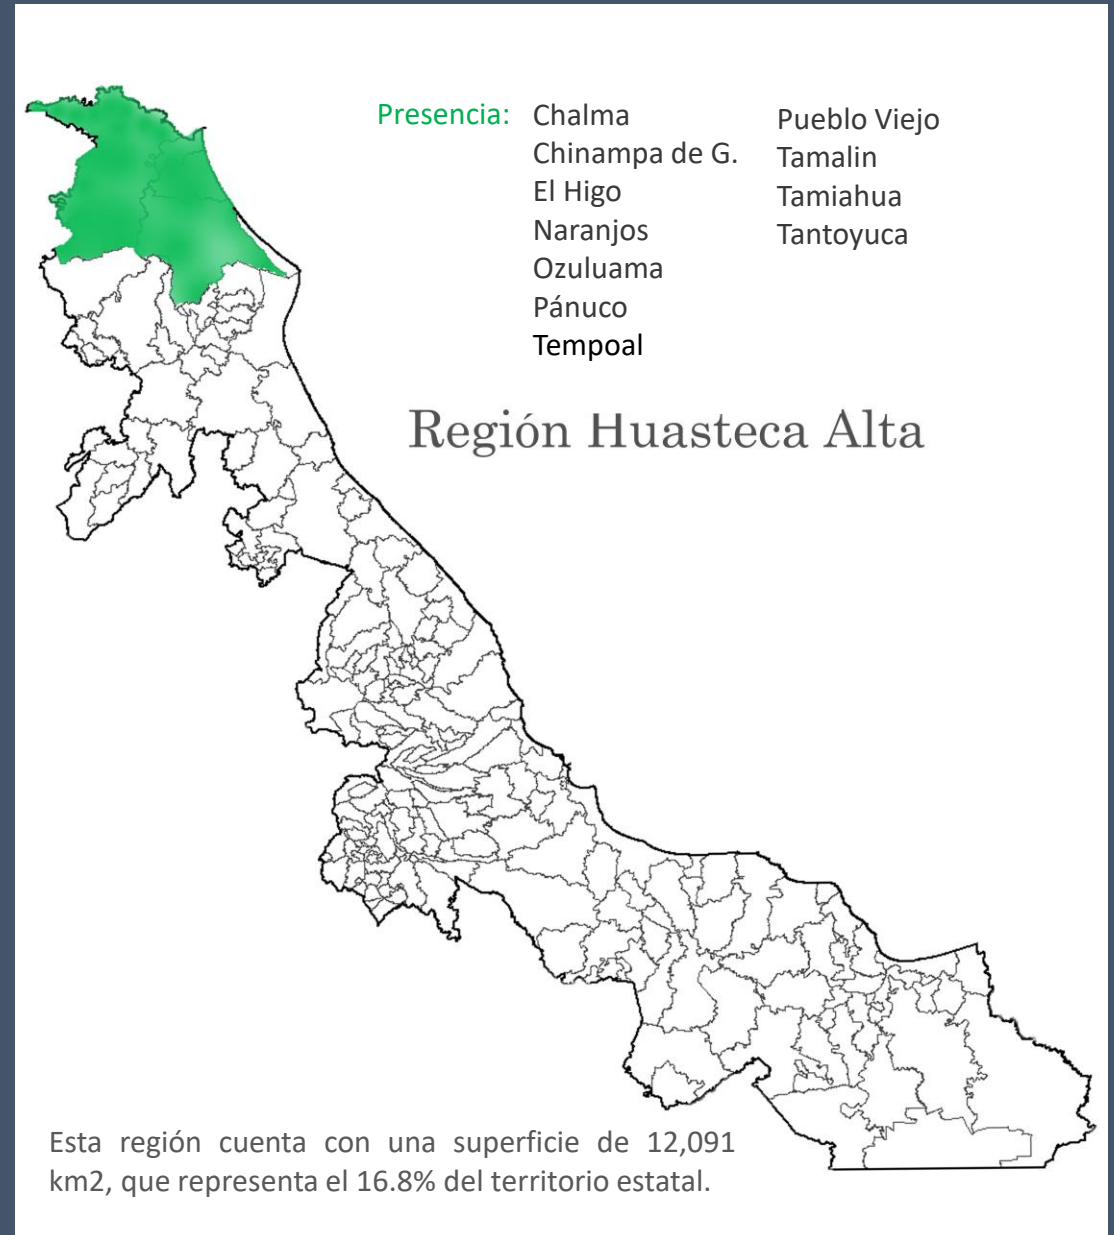 Presencia:
Chalma
Chinampa de G.
El Higo
Naranjos
Ozuluama
Pánuco
Tempoal
Pueblo Viejo
Tamalin
Tamiahua
Tantoyuca
Región Huasteca Alta
Esta región cuenta con una superficie de 12,091
km2, que representa el 16.8% del territorio estatal.